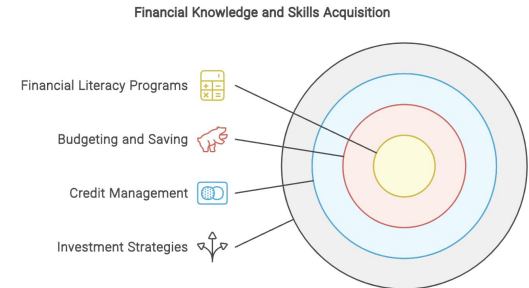 Financial Knowledge and Skills Acquisition
Financial Literacy Programs
Budgeting and Saving
Credit Management
Investment Strategies